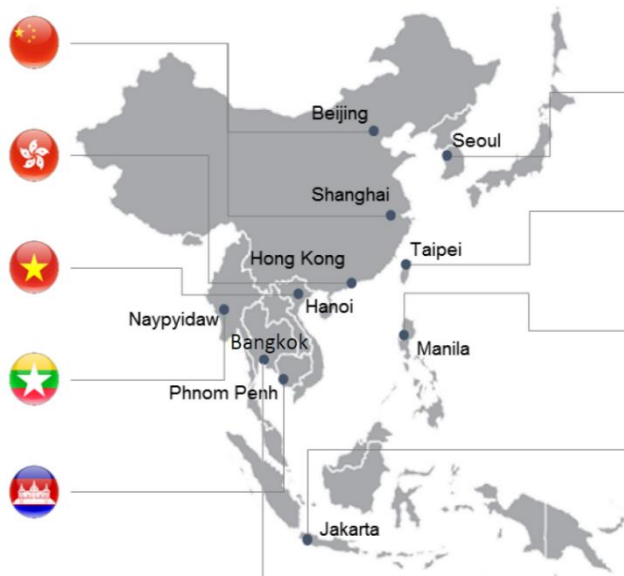 Beijing
Seoul
Shanghai
Taipei
Hong Kong
Hanoi
Naypyidaw
Bangkok
Manila
Phnom Penh
Jakarta